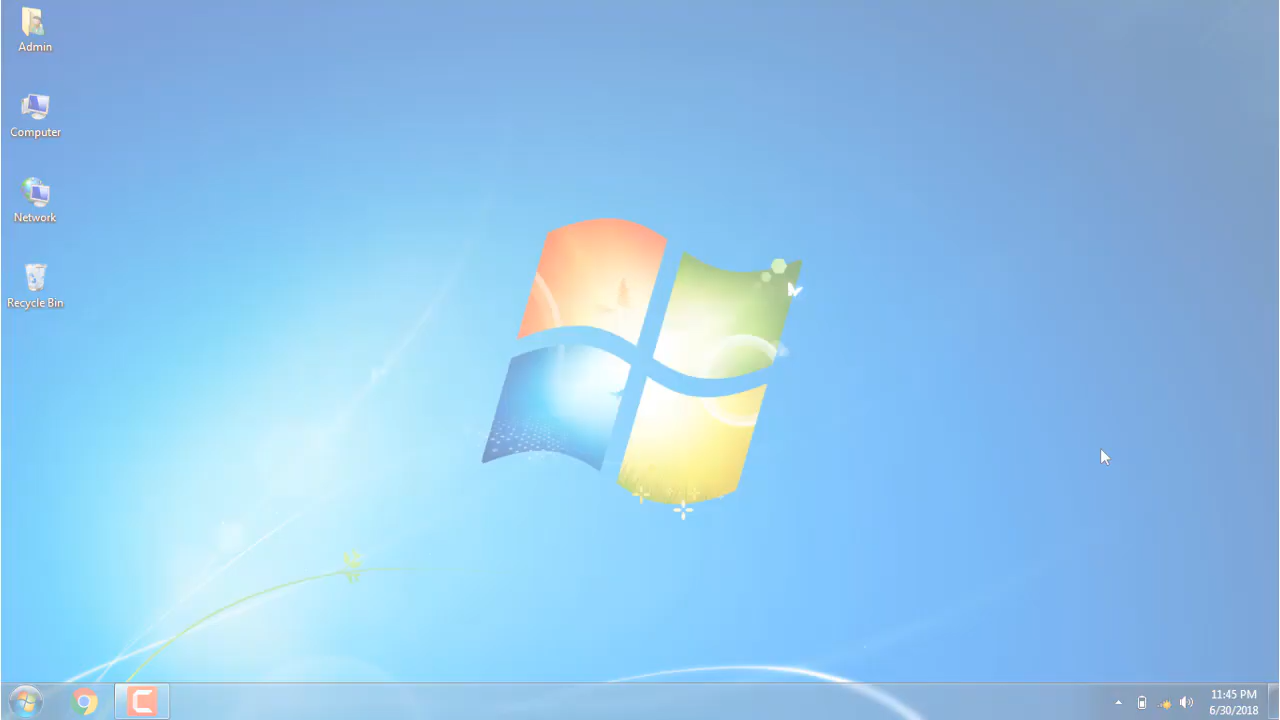 Admin
Computer
Network
Recycle Bin
11:45 PM
6/30/2018